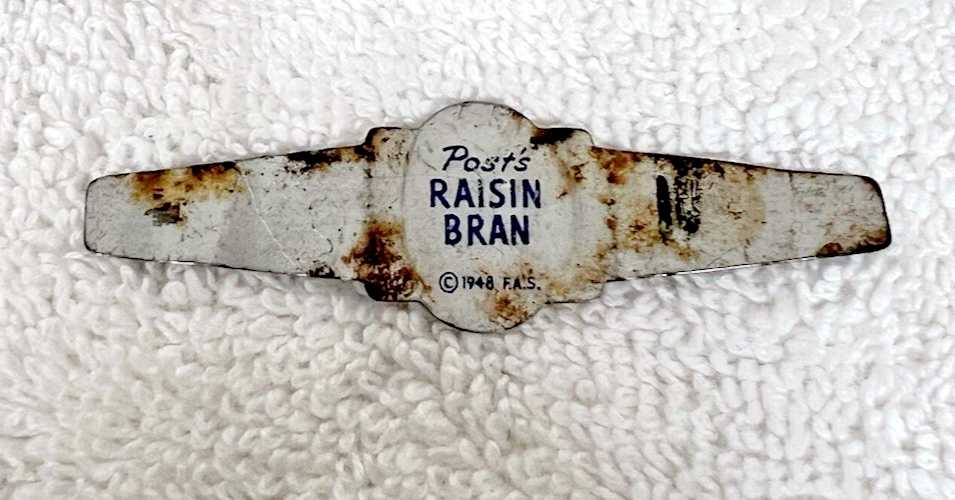 Post's
RAISIN
BRAN
©1948 F.A.S.